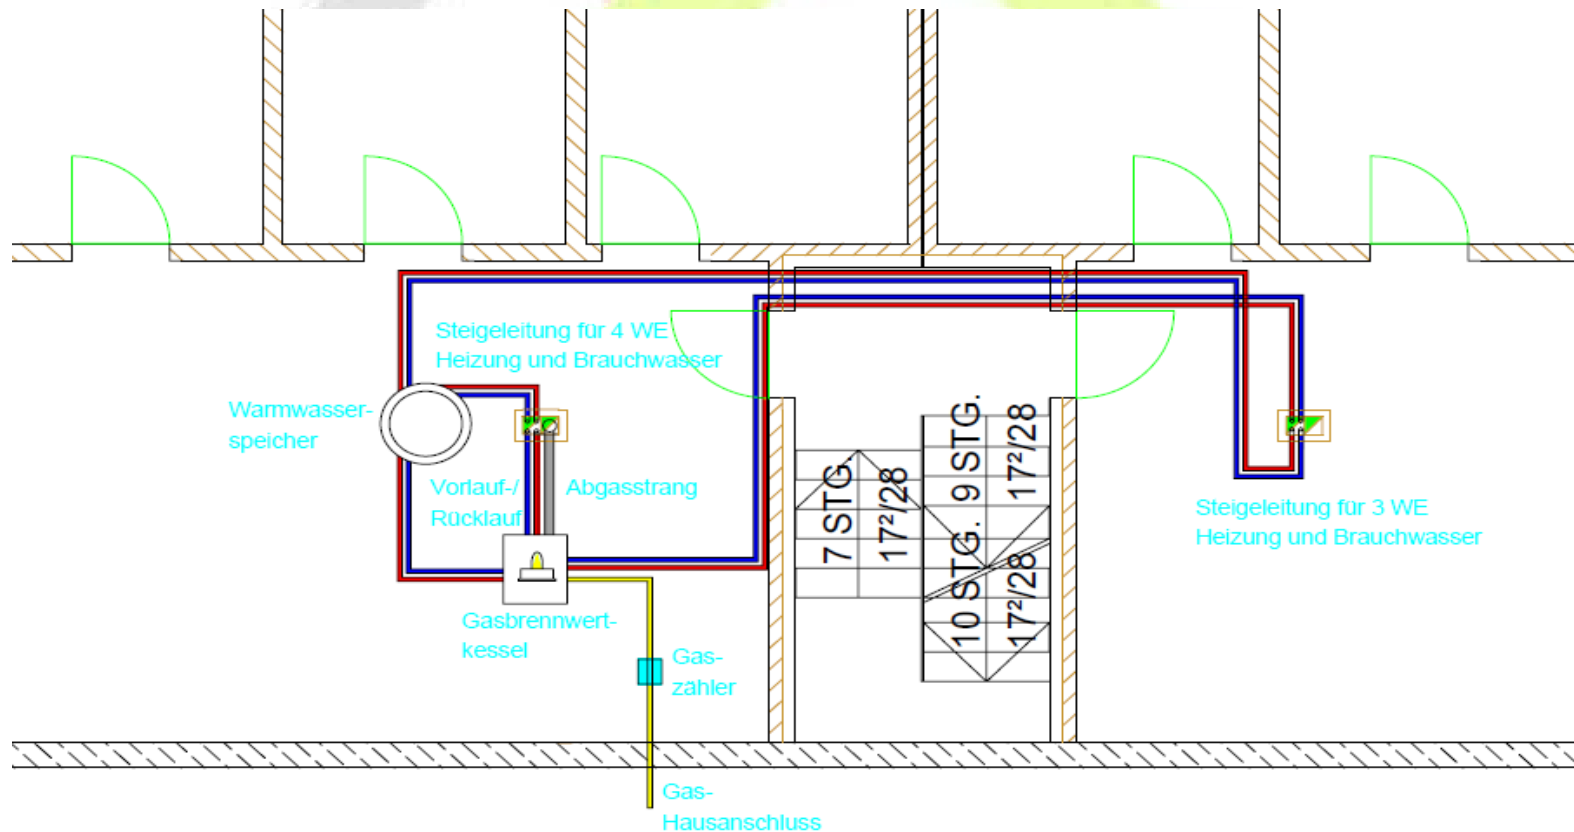 Steigeleitung für 4 WE
Heizung und Brauchwasser
Warmwasser-
speicher
Vorlauf-/
Rücklauf
Abgasstrang
Gasbrennwert-
kessel
Gas-
zähler
Gas-
Hausanschluss
7 STG.
17²/28
9 STG.
17²/28
10 STG.
17²/28
Steigeleitung für 3 WE
Heizung und Brauchwasser